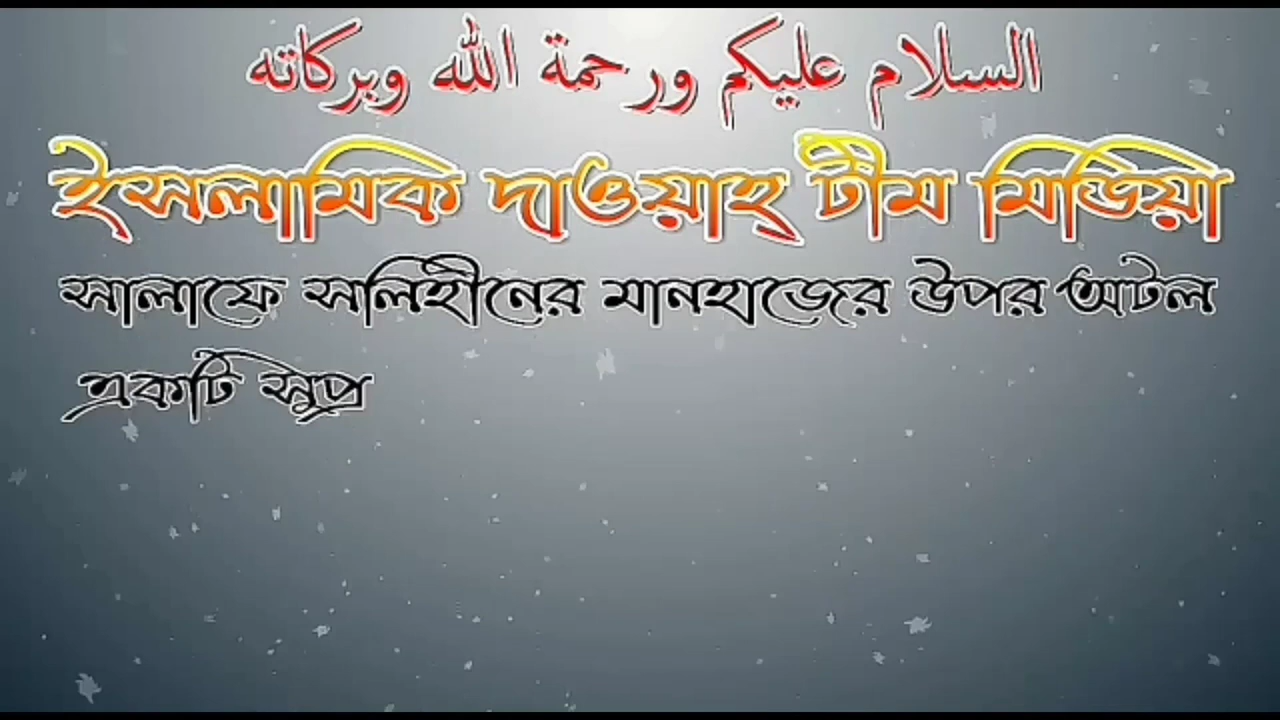 السلام عليكم ورحمة الله وبركاته
ইসলামিক দাওয়াহ্ টীম মিডিয়া
সালাফে সলিহীনের মানহাজের উপর অটল
একটি সুপ্র